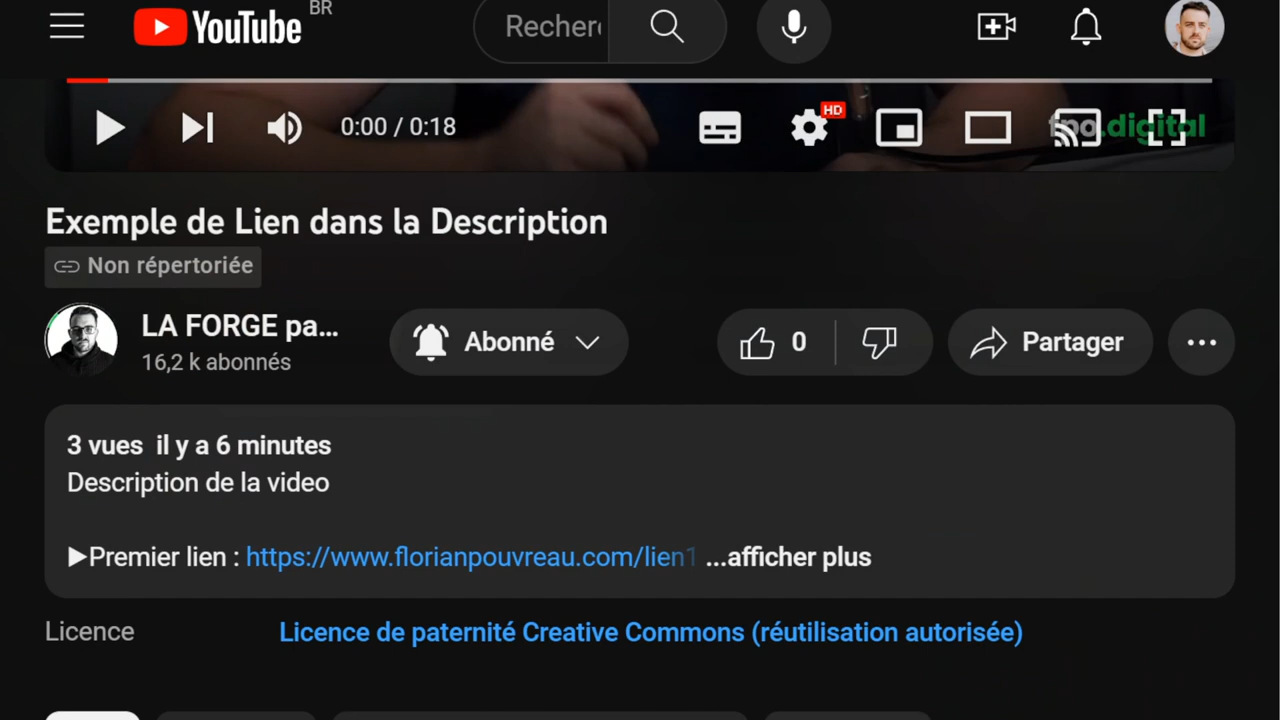 YouTube BR
Recher
0:00 / 0:18
HD
fpo.digital
Exemple de Lien dans la Description
Non répertoriée
LA FORGE pa...
16,2 k abonnés
Abonné
0
Partager
3 vues il y a 6 minutes
Description de la video
▶Premier lien : https://www.florianpouvreau.com/lien1 ...afficher plus
Licence
Licence de paternité Creative Commons (réutilisation autorisée)